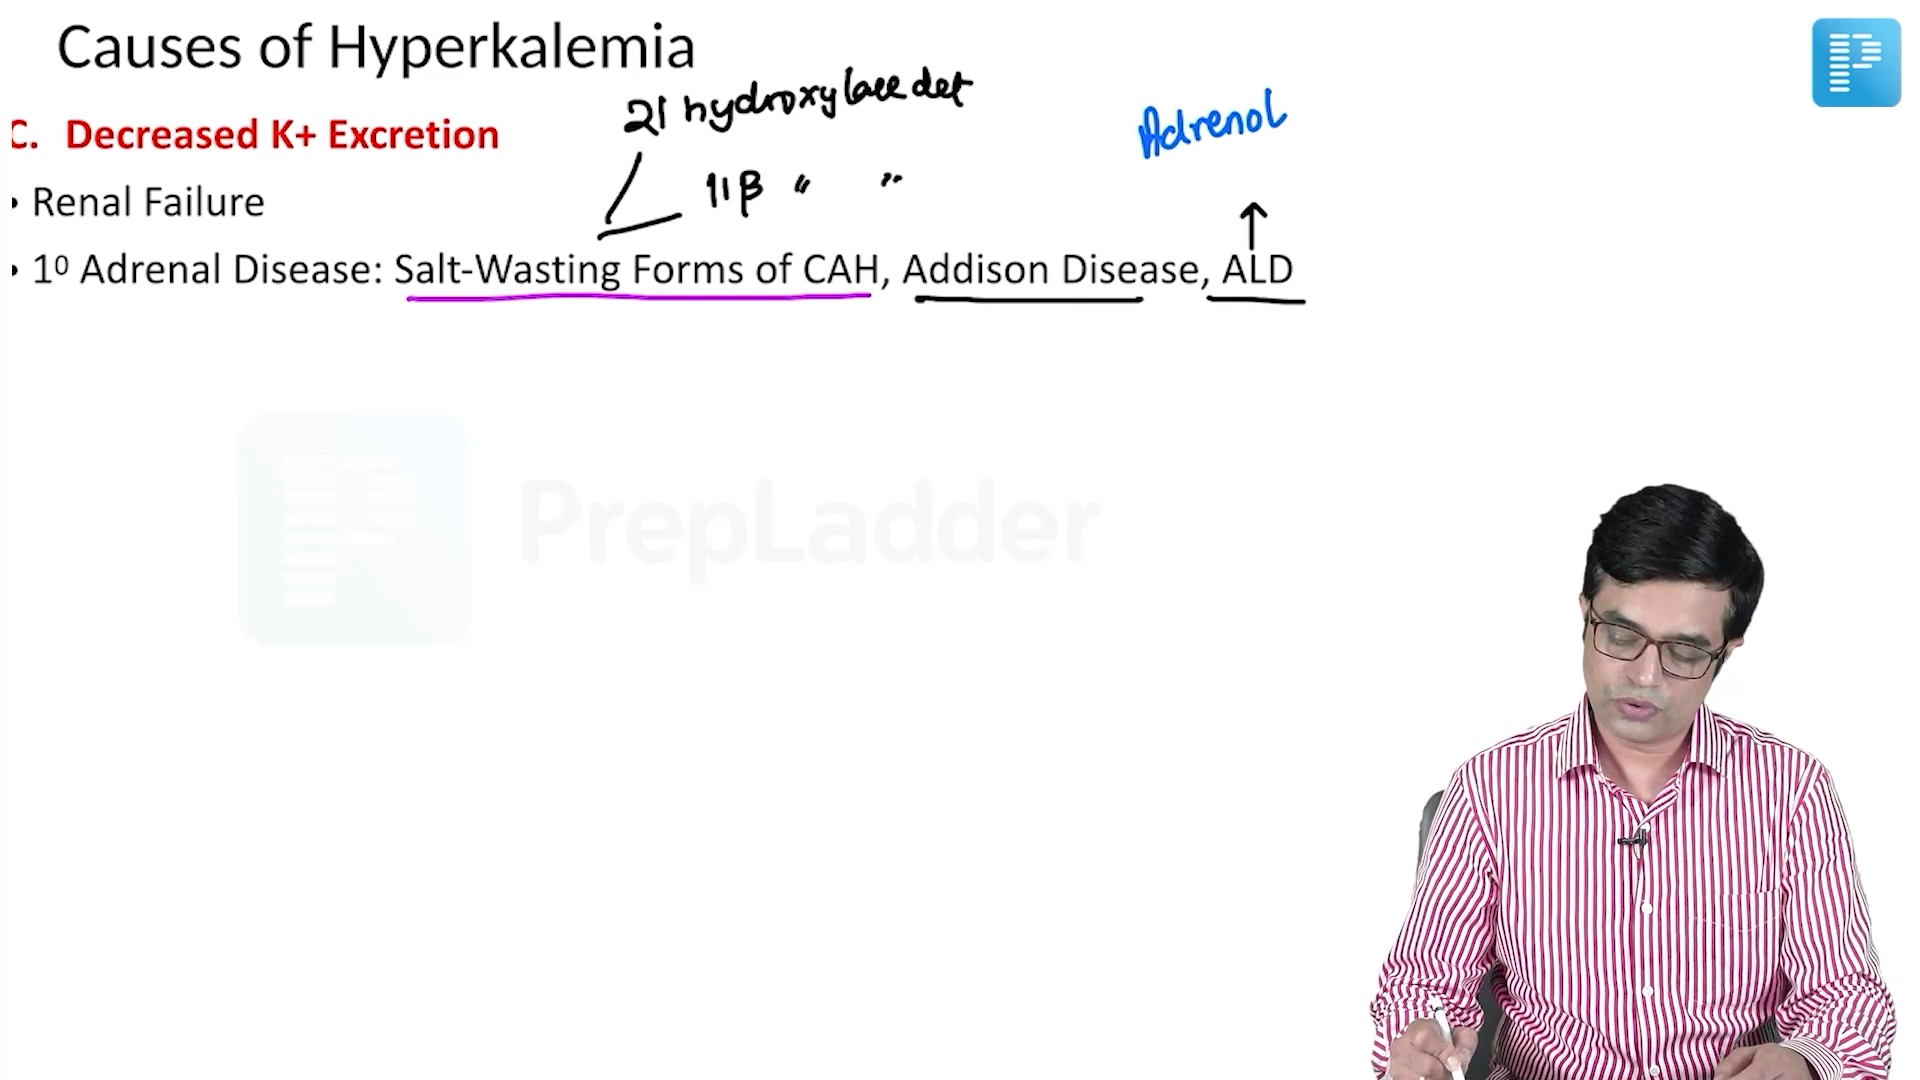 Causes of Hyperkalemia
21 hydroxylase def
Adrenol
C. Decreased K+ Excretion
11β " "
• Renal Failure
• 1⁰ Adrenal Disease: Salt-Wasting Forms of CAH, Addison Disease, ALD
PrepLadder